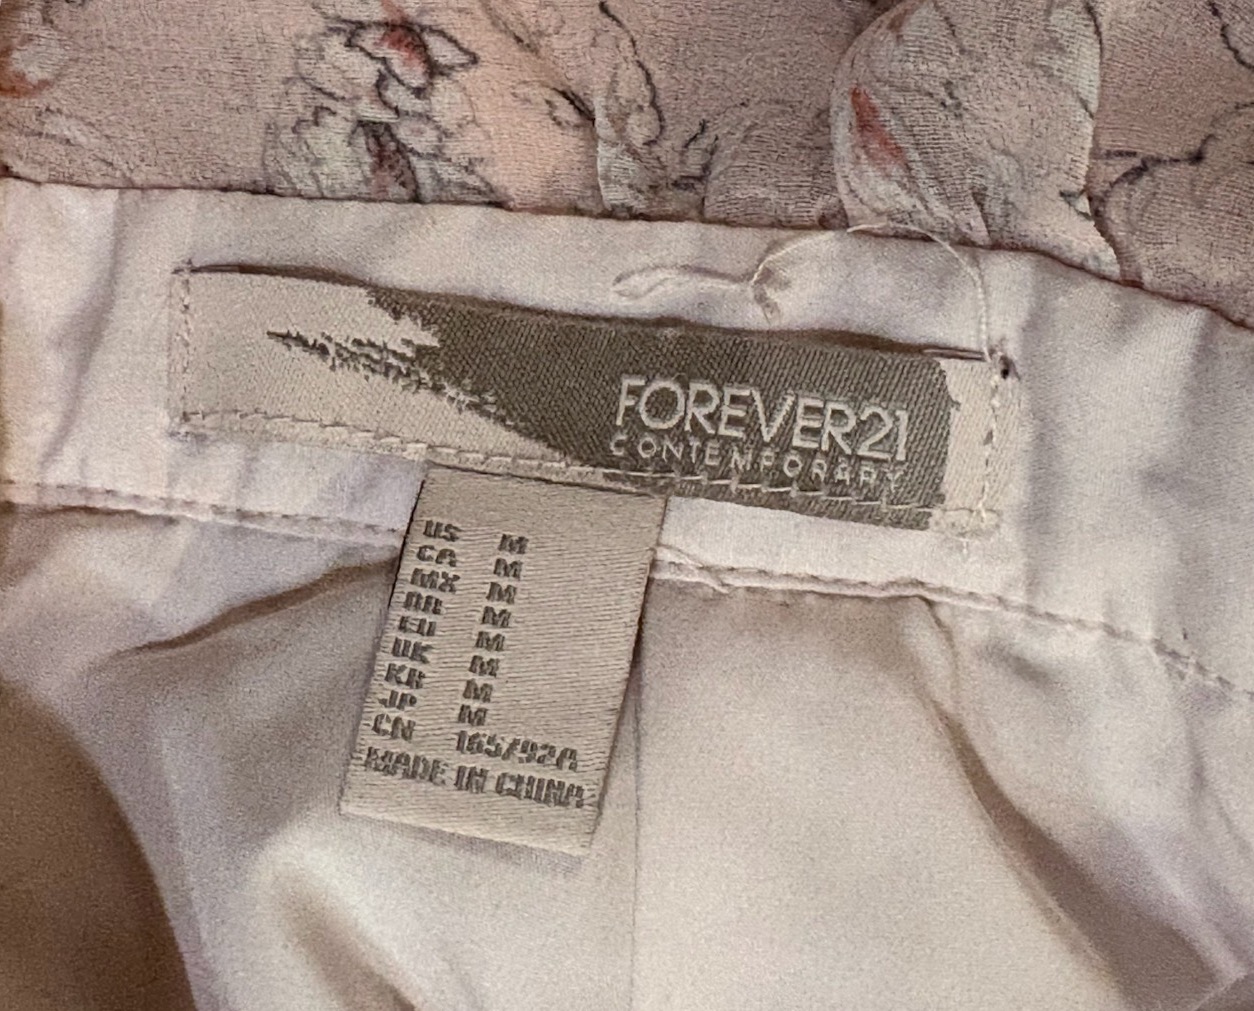 FOREVER21
CONTEMPORARY
US M
CA M
MX M
BR M
EU M
UK M
KR M
JP M
CN 165/92A
MADE IN CHINA